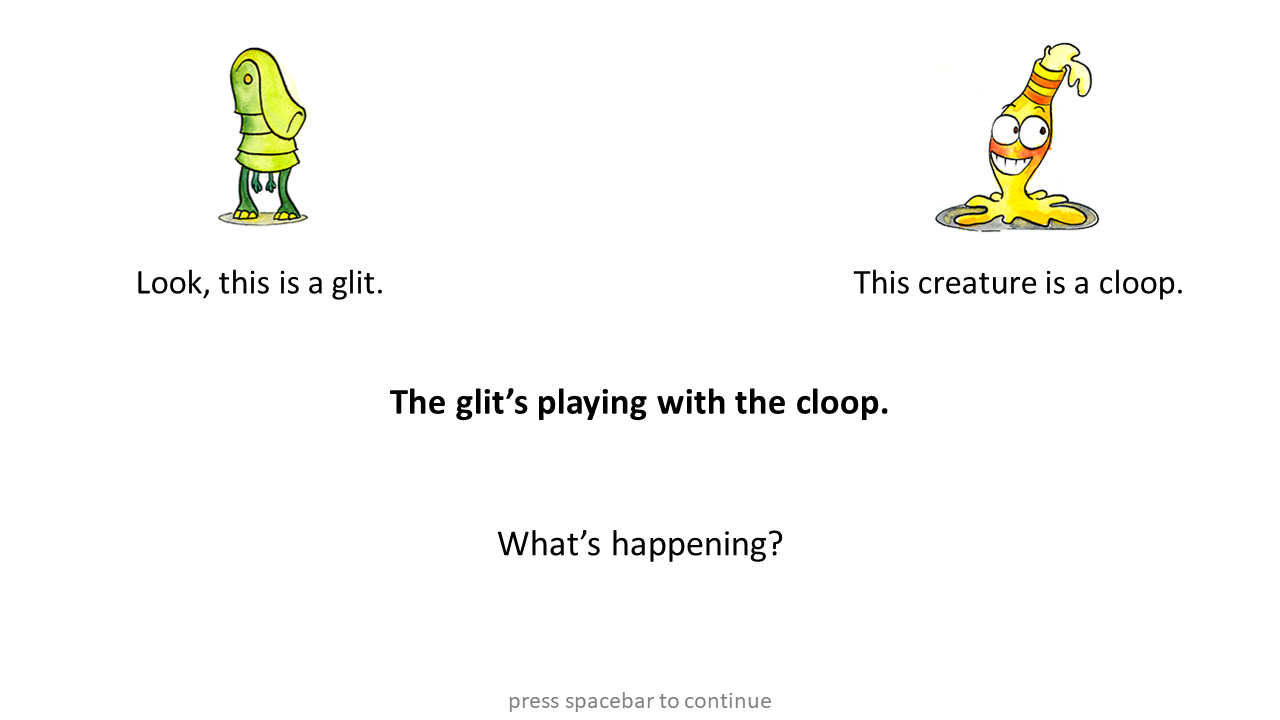 Look, this is a glit.
This creature is a cloop.
The glit’s playing with the cloop.
What’s happening?
press spacebar to continue